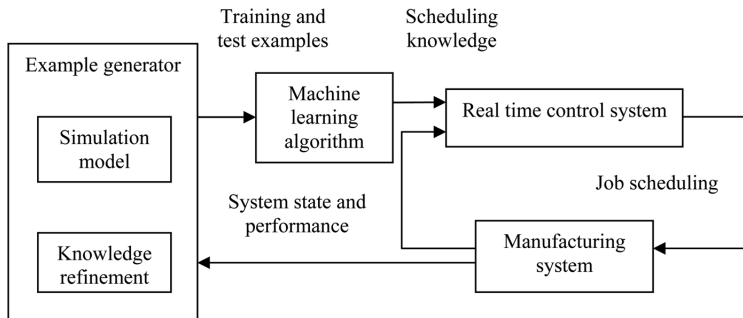 Training and
test examples
Scheduling
knowledge
Example generator
Machine
learning
algorithm
Real time control system
Simulation
model
Job scheduling
System state and
performance
Manufacturing
system
Knowledge
refinement